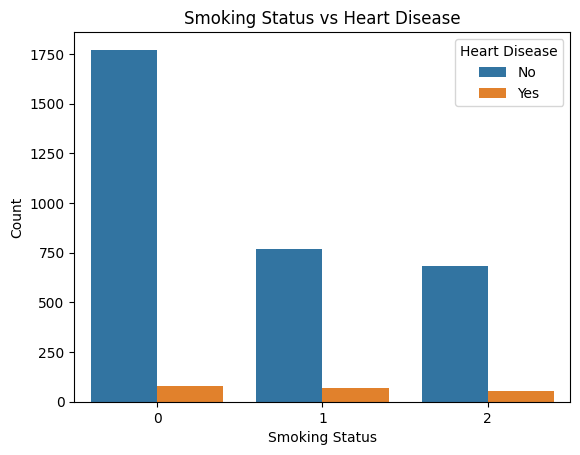 Smoking Status vs Heart Disease
Heart Disease
No
Yes
Count
1750
1500
1250
1000
750
500
250
0
0 1 2
Smoking Status